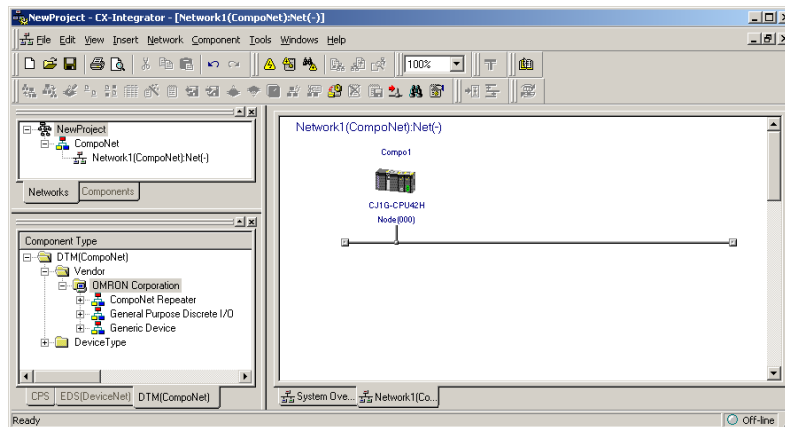 NewProject - CX-Integrator - [Network1(CompoNet):Net(-)]
File Edit View Insert Network Component Tools Windows Help
100%
NewProject
CompoNet
Network1(CompoNet):Net(-)
Networks Components
Component Type
DTM(CompoNet)
Vendor
OMRON Corporation
CompoNet Repeater
General Purpose Discrete I/O
Generic Device
DeviceType
CPS EDS(DeviceNet) DTM(CompoNet)
Network1(CompoNet):Net(-)
Compo1
CJ1G-CPU42H
Node(000)
System Ove... Network1(Co...
Ready
Off-line